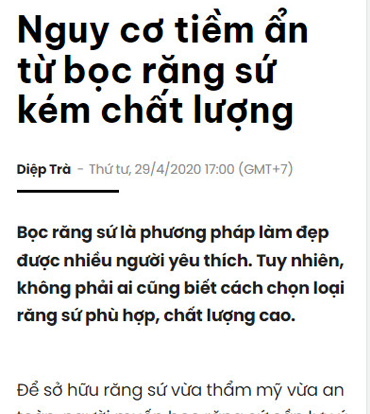 Nguy cơ tiềm ẩn
từ bọc răng sứ
kém chất lượng
Diệp Trà - Thứ tư, 29/4/2020 17:00 (GMT+7)
Bọc răng sứ là phương pháp làm đẹp
được nhiều người yêu thích. Tuy nhiên,
không phải ai cũng biết cách chọn loại
răng sứ phù hợp, chất lượng cao.
Để sở hữu răng sứ vừa thẩm mỹ vừa an